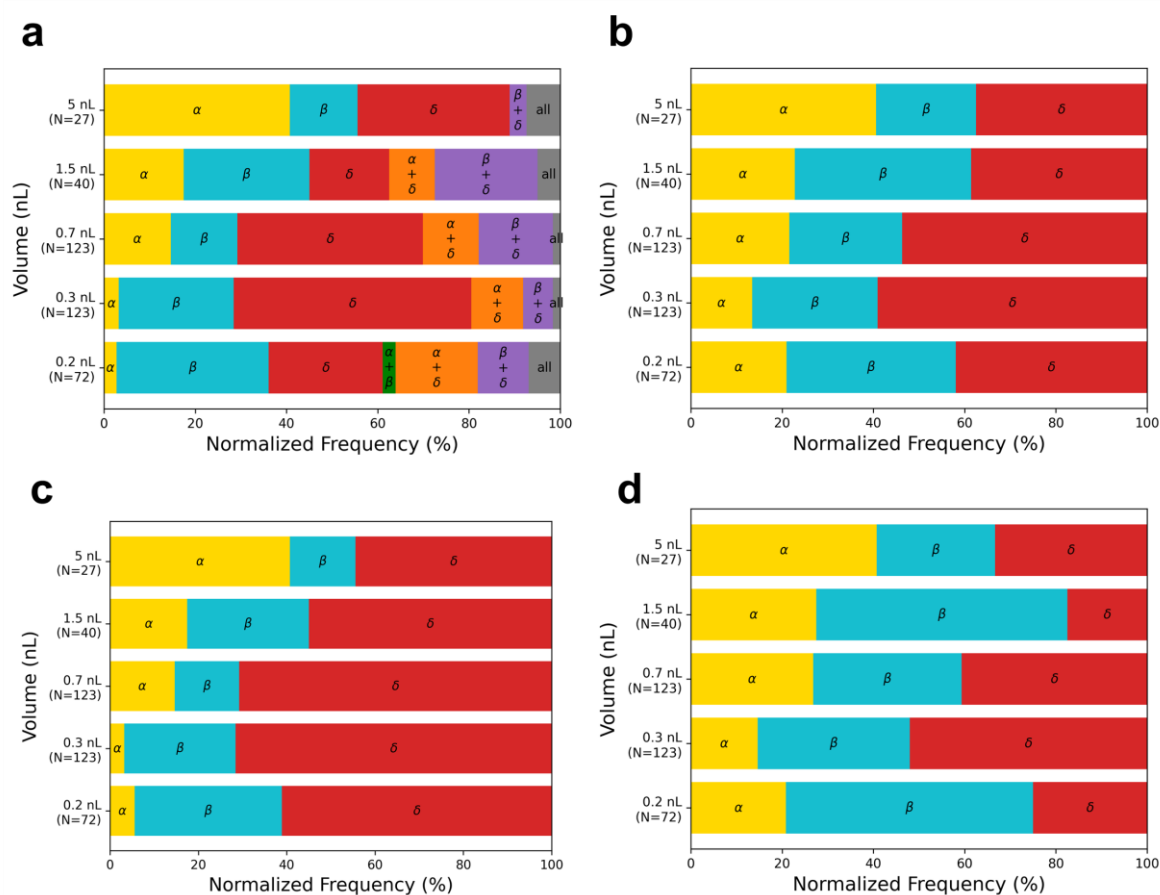 a
Volume (nL)
5 nL
(N=27)
α
β
δ
β
+
δ
all
1.5 nL
(N=40)
α
β
δ
α
+
δ
β
+
δ
all
0.7 nL
(N=123)
α
β
δ
α
+
δ
β
+
δ
all
0.3 nL
(N=123)
α
β
δ
α
+
δ
β
+
δ
all
0.2 nL
(N=72)
α
β
δ
α
+
β
α
+
δ
β
+
δ
all
0 20 40 60 80 100
Normalized Frequency (%)
b
Volume (nL)
5 nL
(N=27)
α β δ
1.5 nL
(N=40)
α β δ
0.7 nL
(N=123)
α β δ
0.3 nL
(N=123)
α β δ
0.2 nL
(N=72)
α β δ
0 20 40 60 80 100
Normalized Frequency (%)
c
Volume (nL)
5 nL
(N=27)
α β δ
1.5 nL
(N=40)
α β δ
0.7 nL
(N=123)
α β δ
0.3 nL
(N=123)
α β δ
0.2 nL
(N=72)
α β δ
0 20 40 60 80 100
Normalized Frequency (%)
d
Volume (nL)
5 nL
(N=27)
α β δ
1.5 nL
(N=40)
α β δ
0.7 nL
(N=123)
α β δ
0.3 nL
(N=123)
α β δ
0.2 nL
(N=72)
α β δ
0 20 40 60 80 100
Normalized Frequency (%)